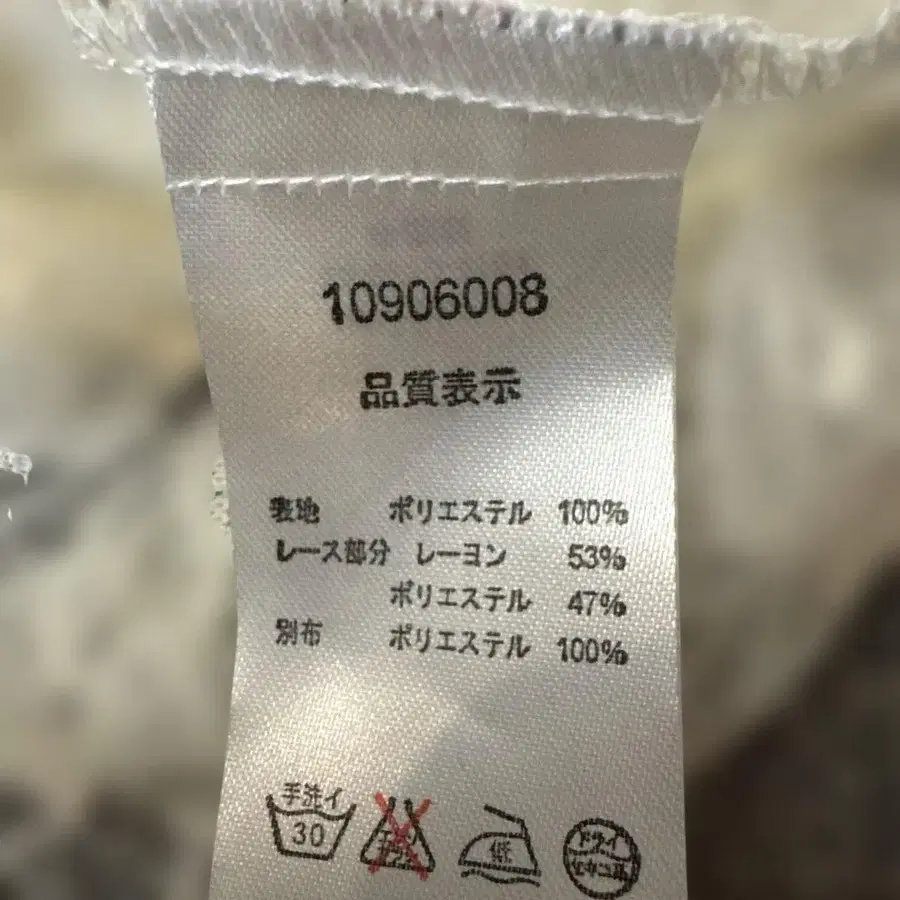 10906008
品質表示
表地 ポリエステル 100%
レース部分 レーヨン 53%
ポリエステル 47%
別布 ポリエステル 100%
手洗イ
30
低
ドライ